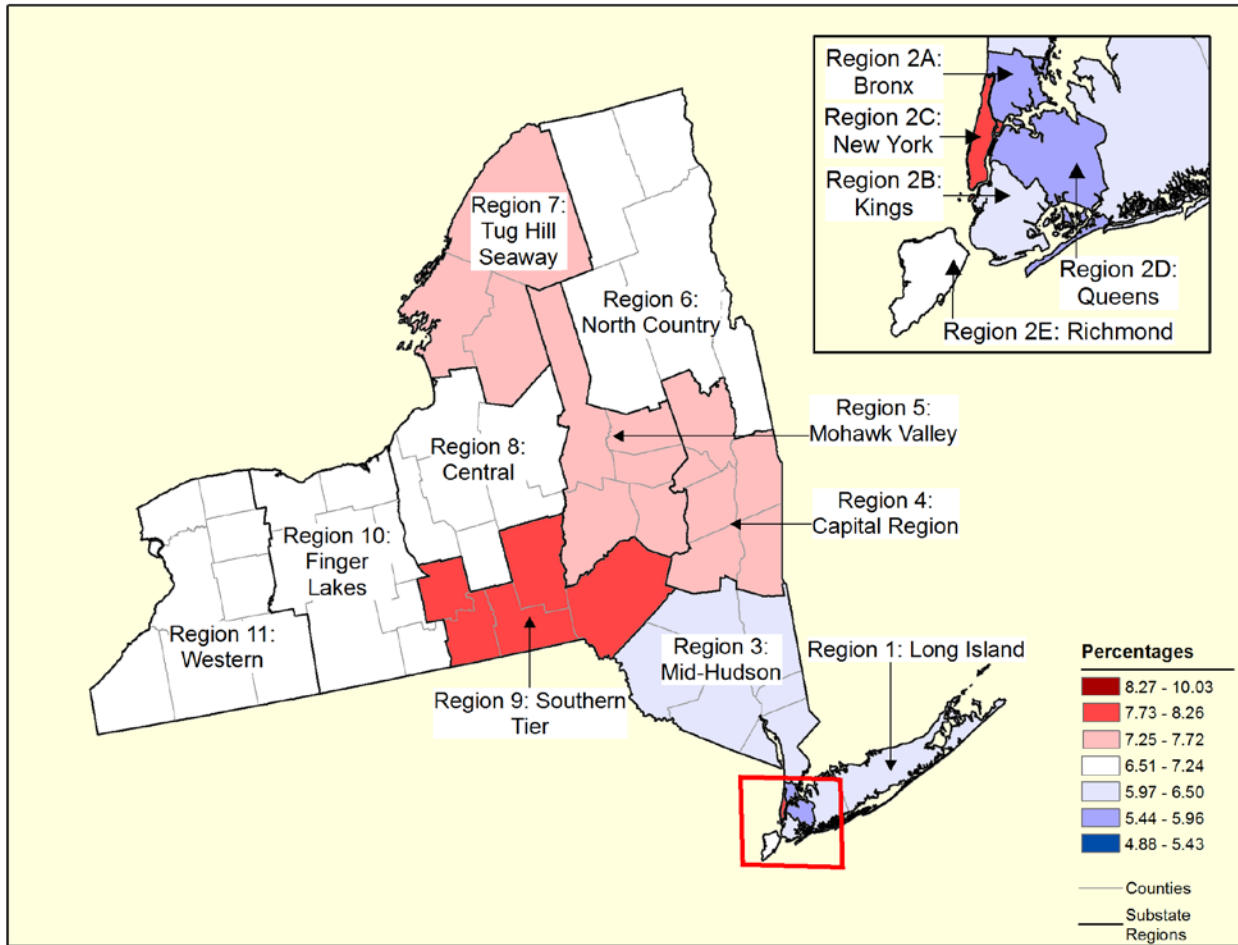 Region 2A:
Bronx
Region 2C:
New York
Region 2B:
Kings
Region 2D:
Queens
Region 2E: Richmond
Region 7:
Tug Hill
Seaway
Region 6:
North Country
Region 5:
Mohawk Valley
Region 8:
Central
Region 4:
Capital Region
Region 10:
Finger
Lakes
Region 11:
Western
Region 3:
Mid-Hudson
Region 1: Long Island
Region 9: Southern
Tier
Percentages
8.27 - 10.03
7.73 - 8.26
7.25 - 7.72
6.51 - 7.24
5.97 - 6.50
5.44 - 5.96
4.88 - 5.43
Counties
Substate
Regions